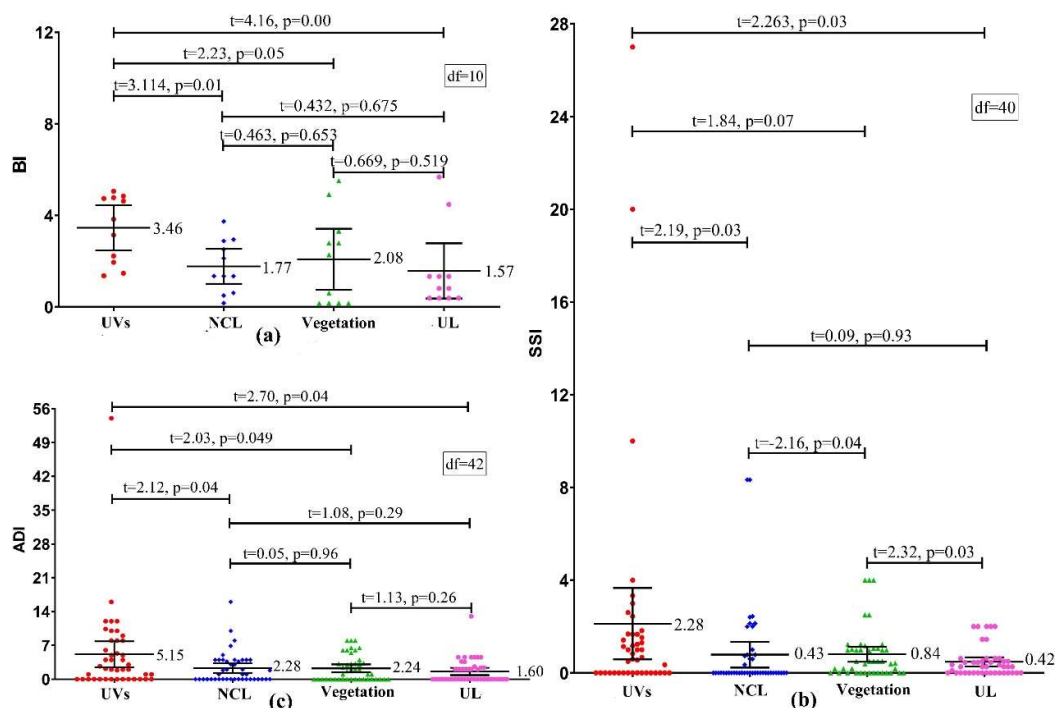 t=4.16, p=0.00
12
t=2.23, p=0.05
df=10
t=3.114, p=0.01
t=0.432, p=0.675
8
t=0.463, p=0.653
t=0.669, p=0.519
BI
4
3.46
1.77
2.08
1.57
0
UVs NCL Vegetation UL
(a)
t=2.70, p=0.04
56
49
t=2.03, p=0.049
df=42
42
t=2.12, p=0.04
35
t=1.08, p=0.29
28
ADI
t=0.05, p=0.96
21
t=1.13, p=0.26
14
7
5.15
2.28
2.24
1.60
0
UVs NCL Vegetation UL
(c)
28
t=2.263, p=0.03
df=40
24
t=1.84, p=0.07
20
t=2.19, p=0.03
16
SSI
t=0.09, p=0.93
12
t=-2.16, p=0.04
8
t=2.32, p=0.03
4
2.28
0.43
0.84
0.42
0
UVs NCL Vegetation UL
(b)